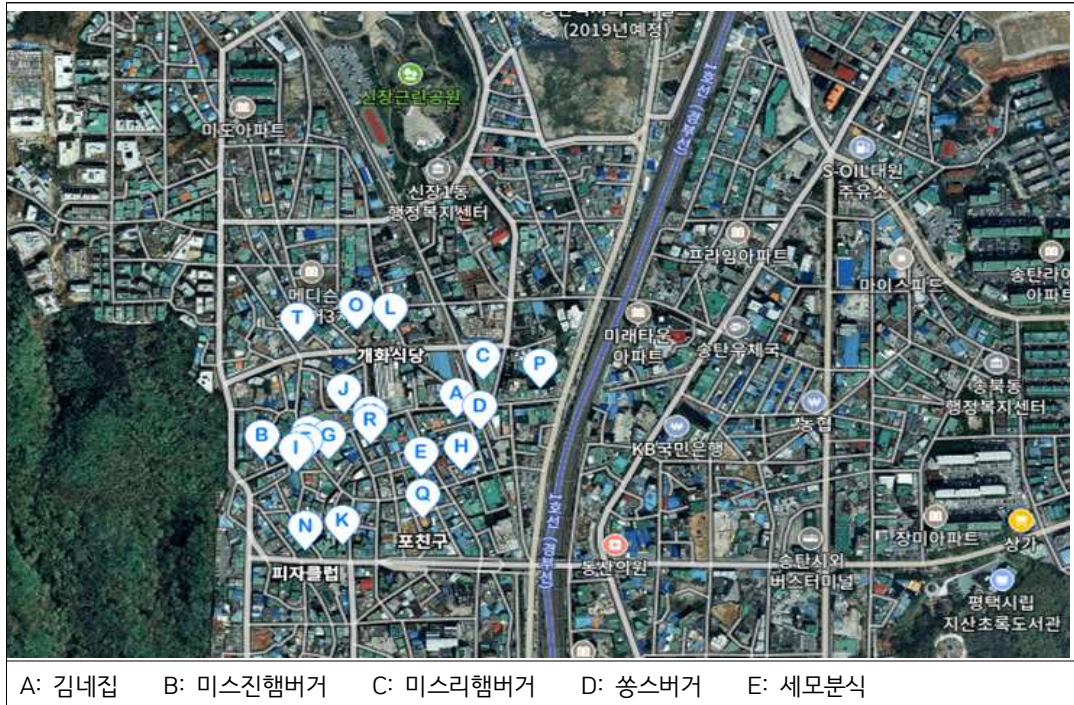 (2019년예정)
1호선 (경부선)
신장근린공원
미도아파트
S-OIL대원
주유소
신장1동
행정복지센터
프라임아파트
송탄라이
아파트
마이스피드
메디슨
O L
T
미래타운
아파트
송탄우체국
개화식당
C
P
송북동
행정복지센터
J
A
D
농협
R
B
G
I
H
E
KB국민은행
Q
1호선 (경부선)
N
K
포친구
장미아파트
상가
동산의원
송탄시외
버스터미널
피자클럽
평택시립
지산초록도서관
A: 김네집 B: 미스진햄버거 C: 미스리햄버거 D: 쏭스버거 E: 세모분식